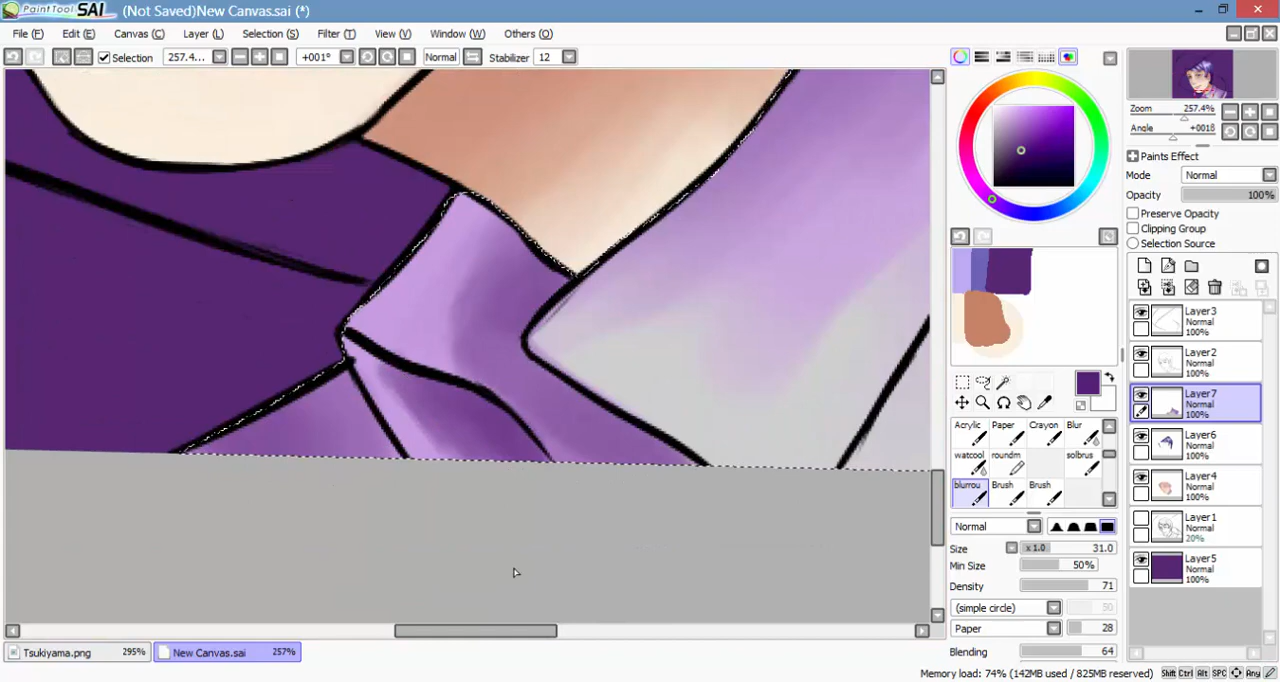 PaintTool SAI (Not Saved)New Canvas.sai (*)
File (F) Edit (E) Canvas (C) Layer (L) Selection (S) Filter (T) View (V) Window (W) Others (O)
Selection 257.4... +001° Normal Stabilizer 12
Zoom 257.4%
Angle +0018
Paints Effect
Mode Normal
Opacity 100%
Preserve Opacity
Clipping Group
Selection Source
Layer3
Normal
100%
Layer2
Normal
100%
Layer7
Normal
100%
Layer6
Normal
100%
Layer4
Normal
100%
Layer1
Normal
20%
Layer5
Normal
100%
Acrylic Paper Crayon Blur
watcool roundm solbrus
blurrou Brush Brush
Normal
Size x 1.0 31.0
Min Size 50%
Density 71
(simple circle) 50
Paper 28
Blending 64
Tsukiyama.png 295% New Canvas.sai 257%
Memory load: 74% (142MB used / 825MB reserved) Shift Ctrl Alt SPC Any